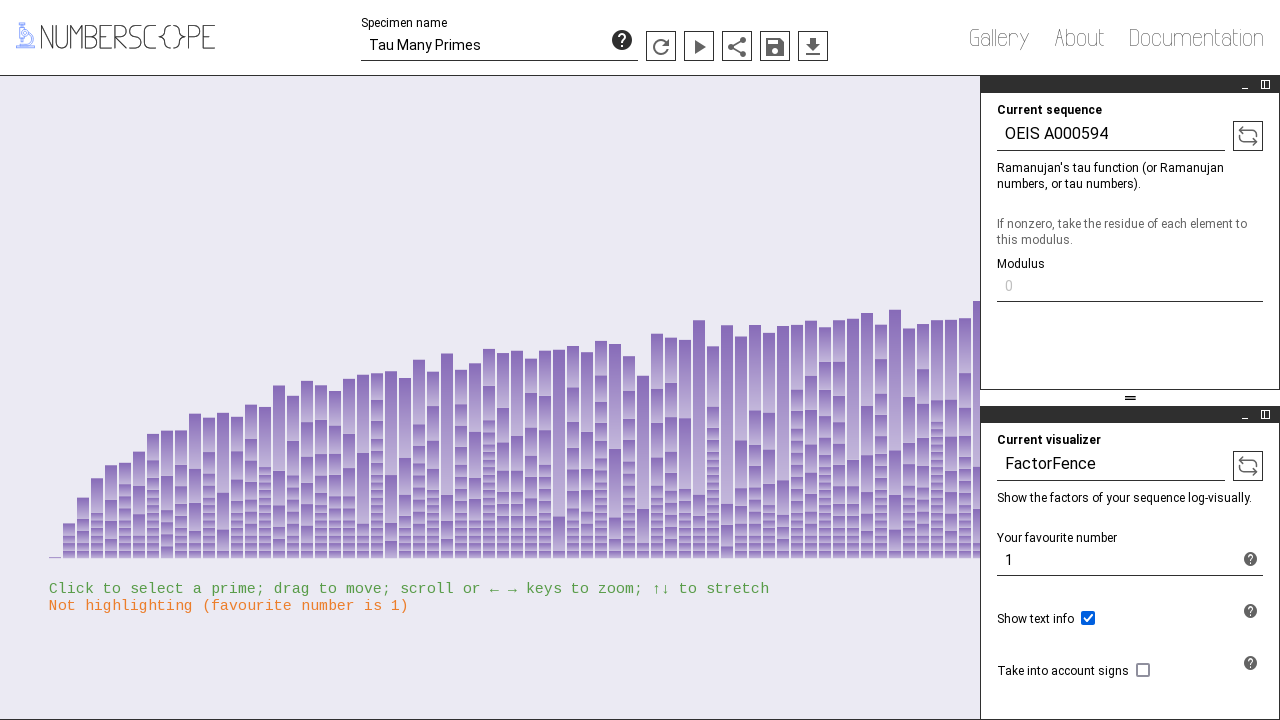 NUMBERSCOPE
Specimen name
Tau Many Primes
Gallery
About
Documentation
Current sequence
OEIS A000594
Ramanujan's tau function (or Ramanujan
numbers, or tau numbers).
If nonzero, take the residue of each element to
this modulus.
Modulus
0
Click to select a prime; drag to move; scroll or ← → keys to zoom; ↑↓ to stretch
Not highlighting (favourite number is 1)
Current visualizer
FactorFence
Show the factors of your sequence log-visually.
Your favourite number
1
Show text info
Take into account signs